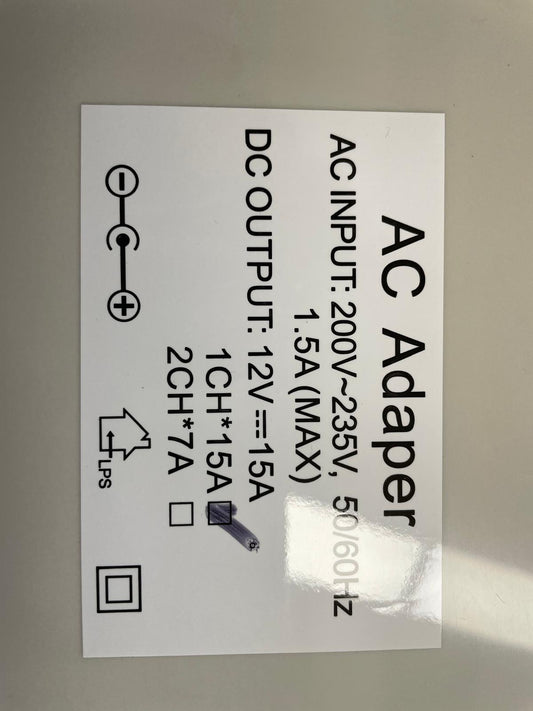 AC Adaper
AC INPUT: 200V~235V, 50/60Hz
1.5A(MAX)
DC OUTPUT: 12V⎓15A
1CH*15A
2CH*7A
LPS